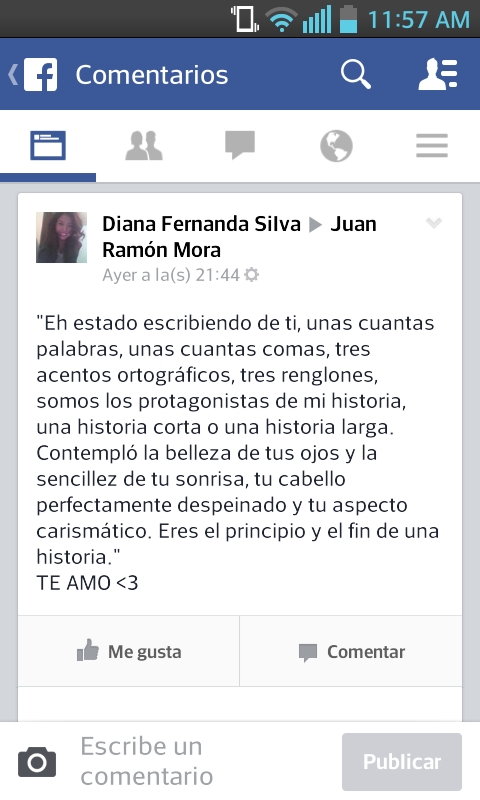 11:57 AM
Comentarios
Diana Fernanda Silva ▶ Juan
Ramón Mora
Ayer a la(s) 21:44
"Eh estado escribiendo de ti, unas cuantas
palabras, unas cuantas comas, tres
acentos ortográficos, tres renglones,
somos los protagonistas de mi historia,
una historia corta o una historia larga.
Contempló la belleza de tus ojos y la
sencillez de tu sonrisa, tu cabello
perfectamente despeinado y tu aspecto
carismático. Eres el principio y el fin de una
historia."
TE AMO <3
Me gusta
Comentar
Escribe un
comentario
Publicar